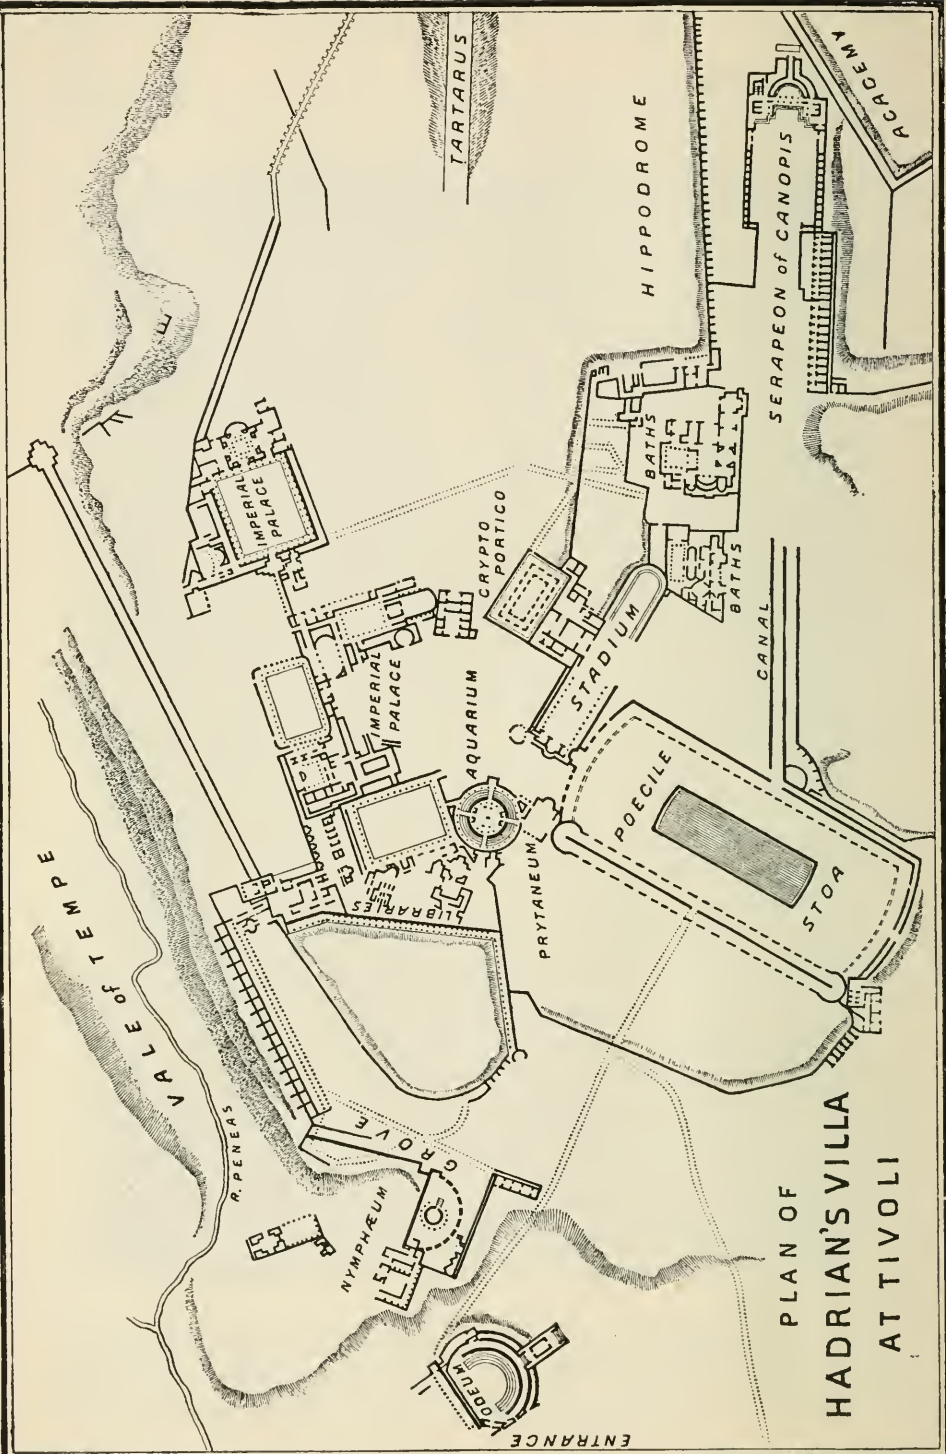 PLAN OF
HADRIAN'S VILLA
AT TIVOLI
ENTRANCE
ODEUM
NYMPHÆUM
GROVE
R. PENEAS
VALE of TEMPE
LIBRARIES
PRYTANEUM
AQUARIUM
POECILE
STOA
STADIUM
CANAL
IMPERIAL
PALACE
CRYPTO
PORTICO
IMPERIAL
PALACE
BATHS
BATHS
HIPPODROME
SERAPEON of CANOPIS
TARTARUS
ACADEMY